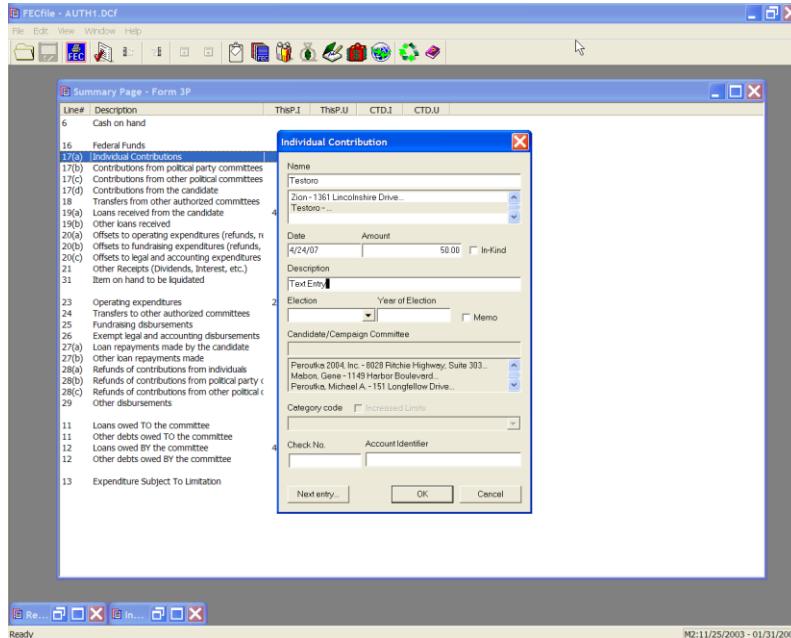 FECfile - AUTH1.DCf
File Edit View Window Help
FEC
Summary Page - Form 3P
Line# Description ThisP.I ThisP.U CTD.I CTD.U
6 Cash on hand
16 Federal Funds
17(a) Individual Contributions
17(b) Contributions from political party committees
17(c) Contributions from other political committees
17(d) Contributions from the candidate
18 Transfers from other authorized committees
19(a) Loans received from the candidate 4
19(b) Other loans received
20(a) Offsets to operating expenditures (refunds, re
20(b) Offsets to fundraising expenditures (refunds,
20(c) Offsets to legal and accounting expenditures
21 Other Receipts (Dividends, Interest, etc.)
31 Item on hand to be liquidated
23 Operating expenditures 2
24 Transfers to other authorized committees
25 Fundraising disbursements
26 Exempt legal and accounting disbursements
27(a) Loan repayments made by the candidate
27(b) Other loan repayments made
28(a) Refunds of contributions from individuals
28(b) Refunds of contributions from political party c
28(c) Refunds of contributions from other political c
29 Other disbursements
11 Loans owed TO the committee
11 Other debts owed TO the committee
12 Loans owed BY the committee 4
12 Other debts owed BY the committee
13 Expenditure Subject To Limitation
Individual Contribution
Name
Testoro
Zion - 1361 Lincolnshire Drive...
Testoro - ...
Date Amount
4/24/07 50.00 In-Kind
Description
Text Entry
Election Year of Election
Memo
Candidate/Campaign Committee
Peroutka 2004, Inc. - 8028 Ritchie Highway, Suite 303...
Mabon, Gene - 1149 Harbor Boulevard...
Peroutka, Michael A. - 151 Longfellow Drive...
Category code Increased Limits
Check No. Account Identifier
Next entry... OK Cancel
Re... In...
Ready M2:11/25/2003 - 01/31/200